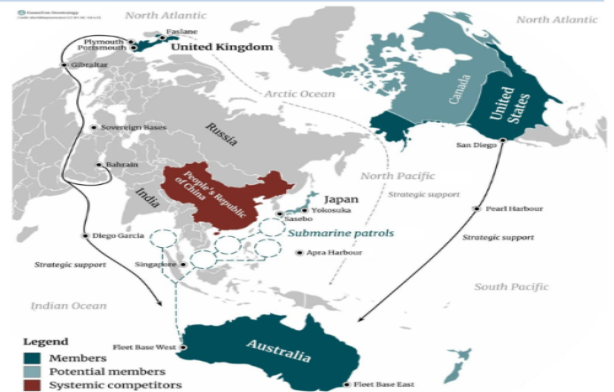 North Atlantic
North Atlantic
Faslane
Plymouth
Portsmouth
United Kingdom
Gibraltar
Arctic Ocean
Canada
United
States
Russia
Sovereign Bases
San Diego
Bahrain
People's Republic
of China
North Pacific
India
Japan
Strategic support
Yokosuka
Sasebo
Pearl Harbour
Diego Garcia
Submarine patrols
Strategic support
Strategic support
Singapore
Apra Harbour
South Pacific
Indian Ocean
Legend
Fleet Base West
Australia
Members
Potential members
Fleet Base East
Systemic competitors